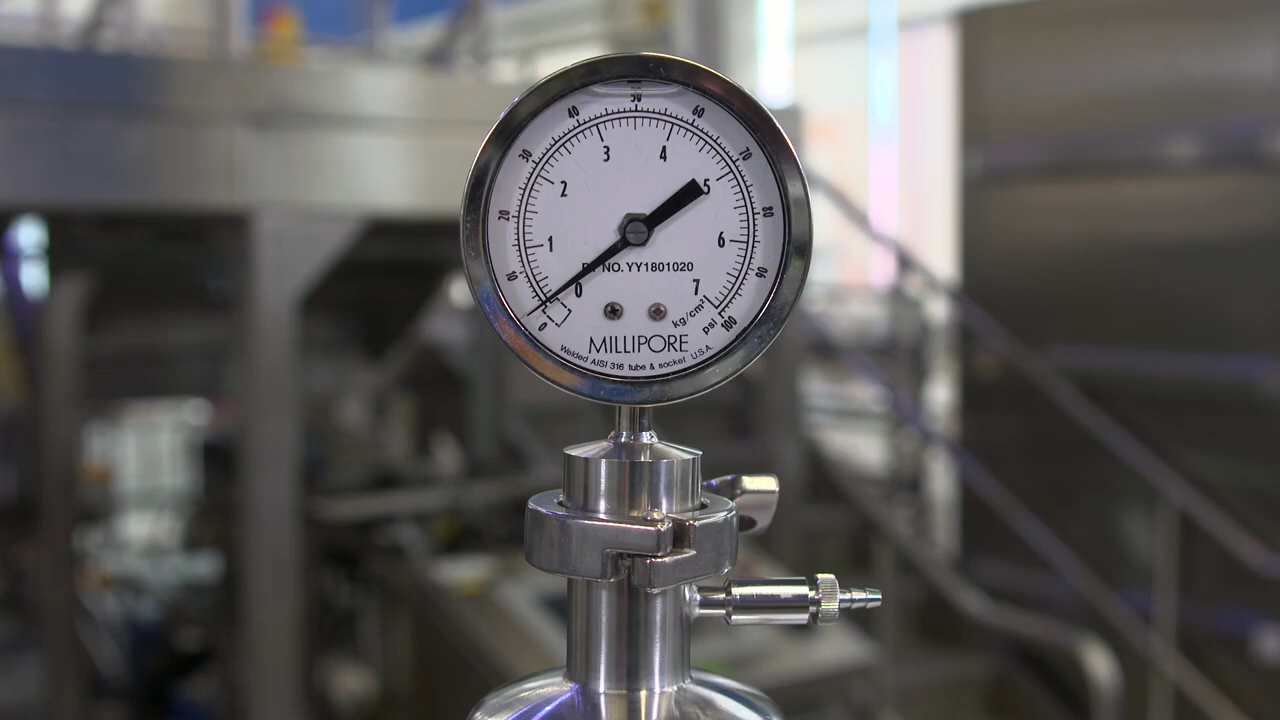 50
40 60
30 70
20 80
10 90
0 100
3 4
2 5
1 6
0 7
NO. YY1801020
kg/cm²
psi
MILLIPORE
Welded AISI 316 tube & socket U.S.A.